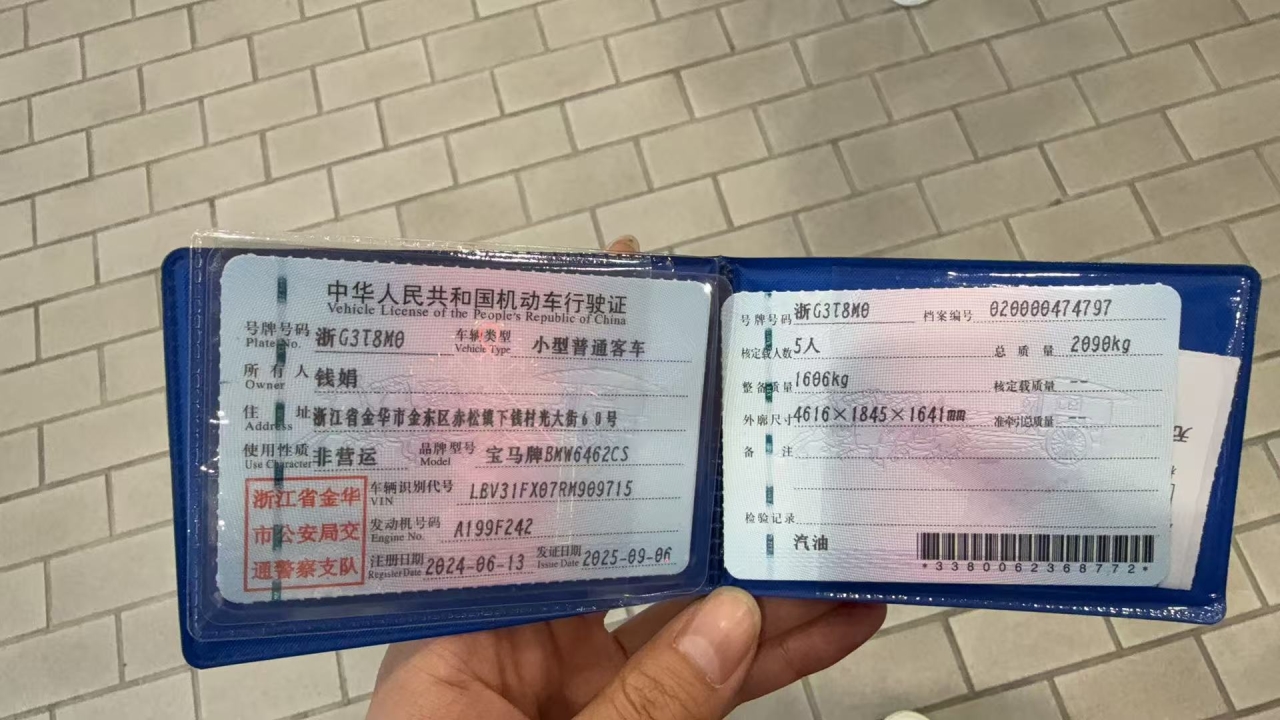 中华人民共和国机动车行驶证
Vehicle License of the People's Republic of China
号牌号码 浙G3T8M0 车辆类型 小型普通客车
Plate No. Vehicle Type
所有人 钱娟
Owner
住址 浙江省金华市金东区赤松镇下钱村光大街60号
Address
使用性质 非营运 品牌型号 宝马牌BMW6462CS
Use Character Model
浙江省金华
市公安局交
通警察支队
车辆识别代号 LBV31FX07RM909715
VIN
发动机号码 A199F242
Engine No.
注册日期 2024-06-13 发证日期 2025-09-06
Register Date Issue Date
号牌号码 浙G3T8M0 档案编号 020000474797
核定载人数 5人 总质量 2090kg
整备质量 1606kg 核定载质量 --
外廓尺寸 4616×1845×1641mm 准牵引总质量 --
备注
检验记录
汽油
*3380062368772*